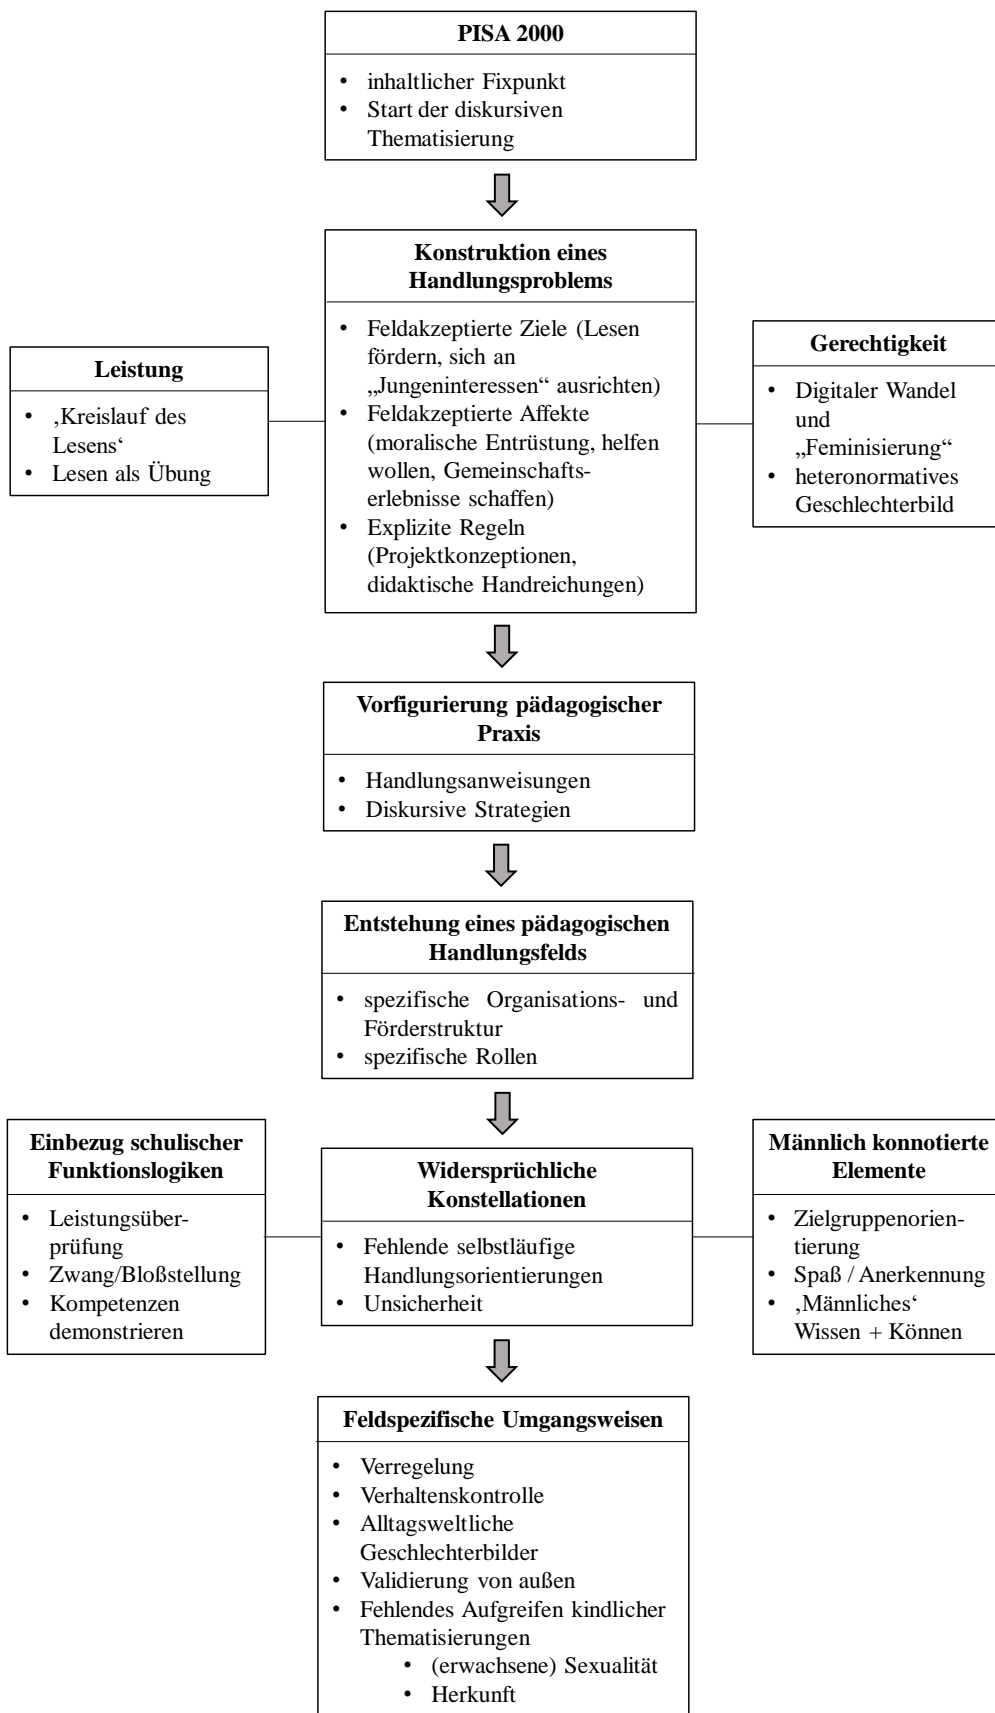 PISA 2000
• inhaltlicher Fixpunkt
• Start der diskursiven
Thematisierung
Konstruktion eines
Handlungsproblems
• Feldakzeptierte Ziele (Lesen
fördern, sich an
„Jungeninteressen“ ausrichten)
• Feldakzeptierte Affekte
(moralische Entrüstung, helfen
wollen, Gemeinschafts-
erlebnisse schaffen)
• Explizite Regeln
(Projektkonzeptionen,
didaktische Handreichungen)
Leistung
• ‚Kreislauf des
Lesens‘
• Lesen als Übung
Gerechtigkeit
• Digitaler Wandel
und
„Feminisierung“
• heteronormatives
Geschlechterbild
Vorfigurierung pädagogischer
Praxis
• Handlungsanweisungen
• Diskursive Strategien
Entstehung eines pädagogischen
Handlungsfelds
• spezifische Organisations- und
Förderstruktur
• spezifische Rollen
Einbezug schulischer
Funktionslogiken
• Leistungsüber-
prüfung
• Zwang/Bloßstellung
• Kompetenzen
demonstrieren
Widersprüchliche
Konstellationen
• Fehlende selbstläufige
Handlungsorientierungen
• Unsicherheit
Männlich konnotierte
Elemente
• Zielgruppenorien-
tierung
• Spaß / Anerkennung
• ‚Männliches‘
Wissen + Können
Feldspezifische Umgangsweisen
• Verregelung
• Verhaltenskontrolle
• Alltagsweltliche
Geschlechterbilder
• Validierung von außen
• Fehlendes Aufgreifen kindlicher
Thematisierungen
• (erwachsene) Sexualität
• Herkunft